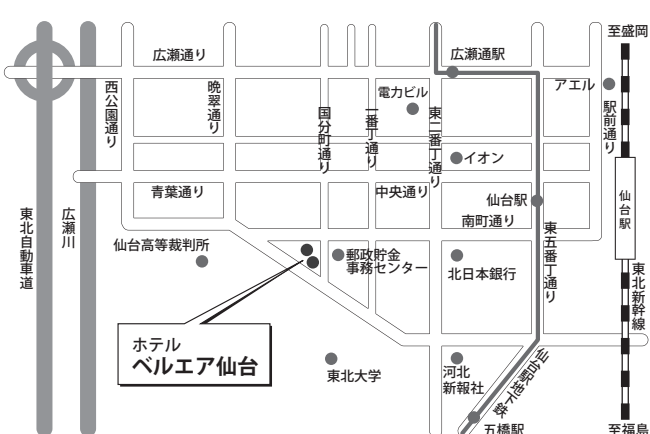 至盛岡
広瀬通り
広瀬通駅
アエル
電力ビル
西公園通り
晩翠通り
国分町通り
一番丁通り
東二番丁通り
駅前通り
イオン
青葉通り
中央通り
仙台駅
仙台駅
南町通り
東北自動車道
広瀬川
仙台高等裁判所
郵政貯金
事務センター
北日本銀行
東五番丁通り
東北新幹線
ホテル
ベルエア仙台
東北大学
河北
新報社
仙台駅地下鉄
五橋駅
至福島